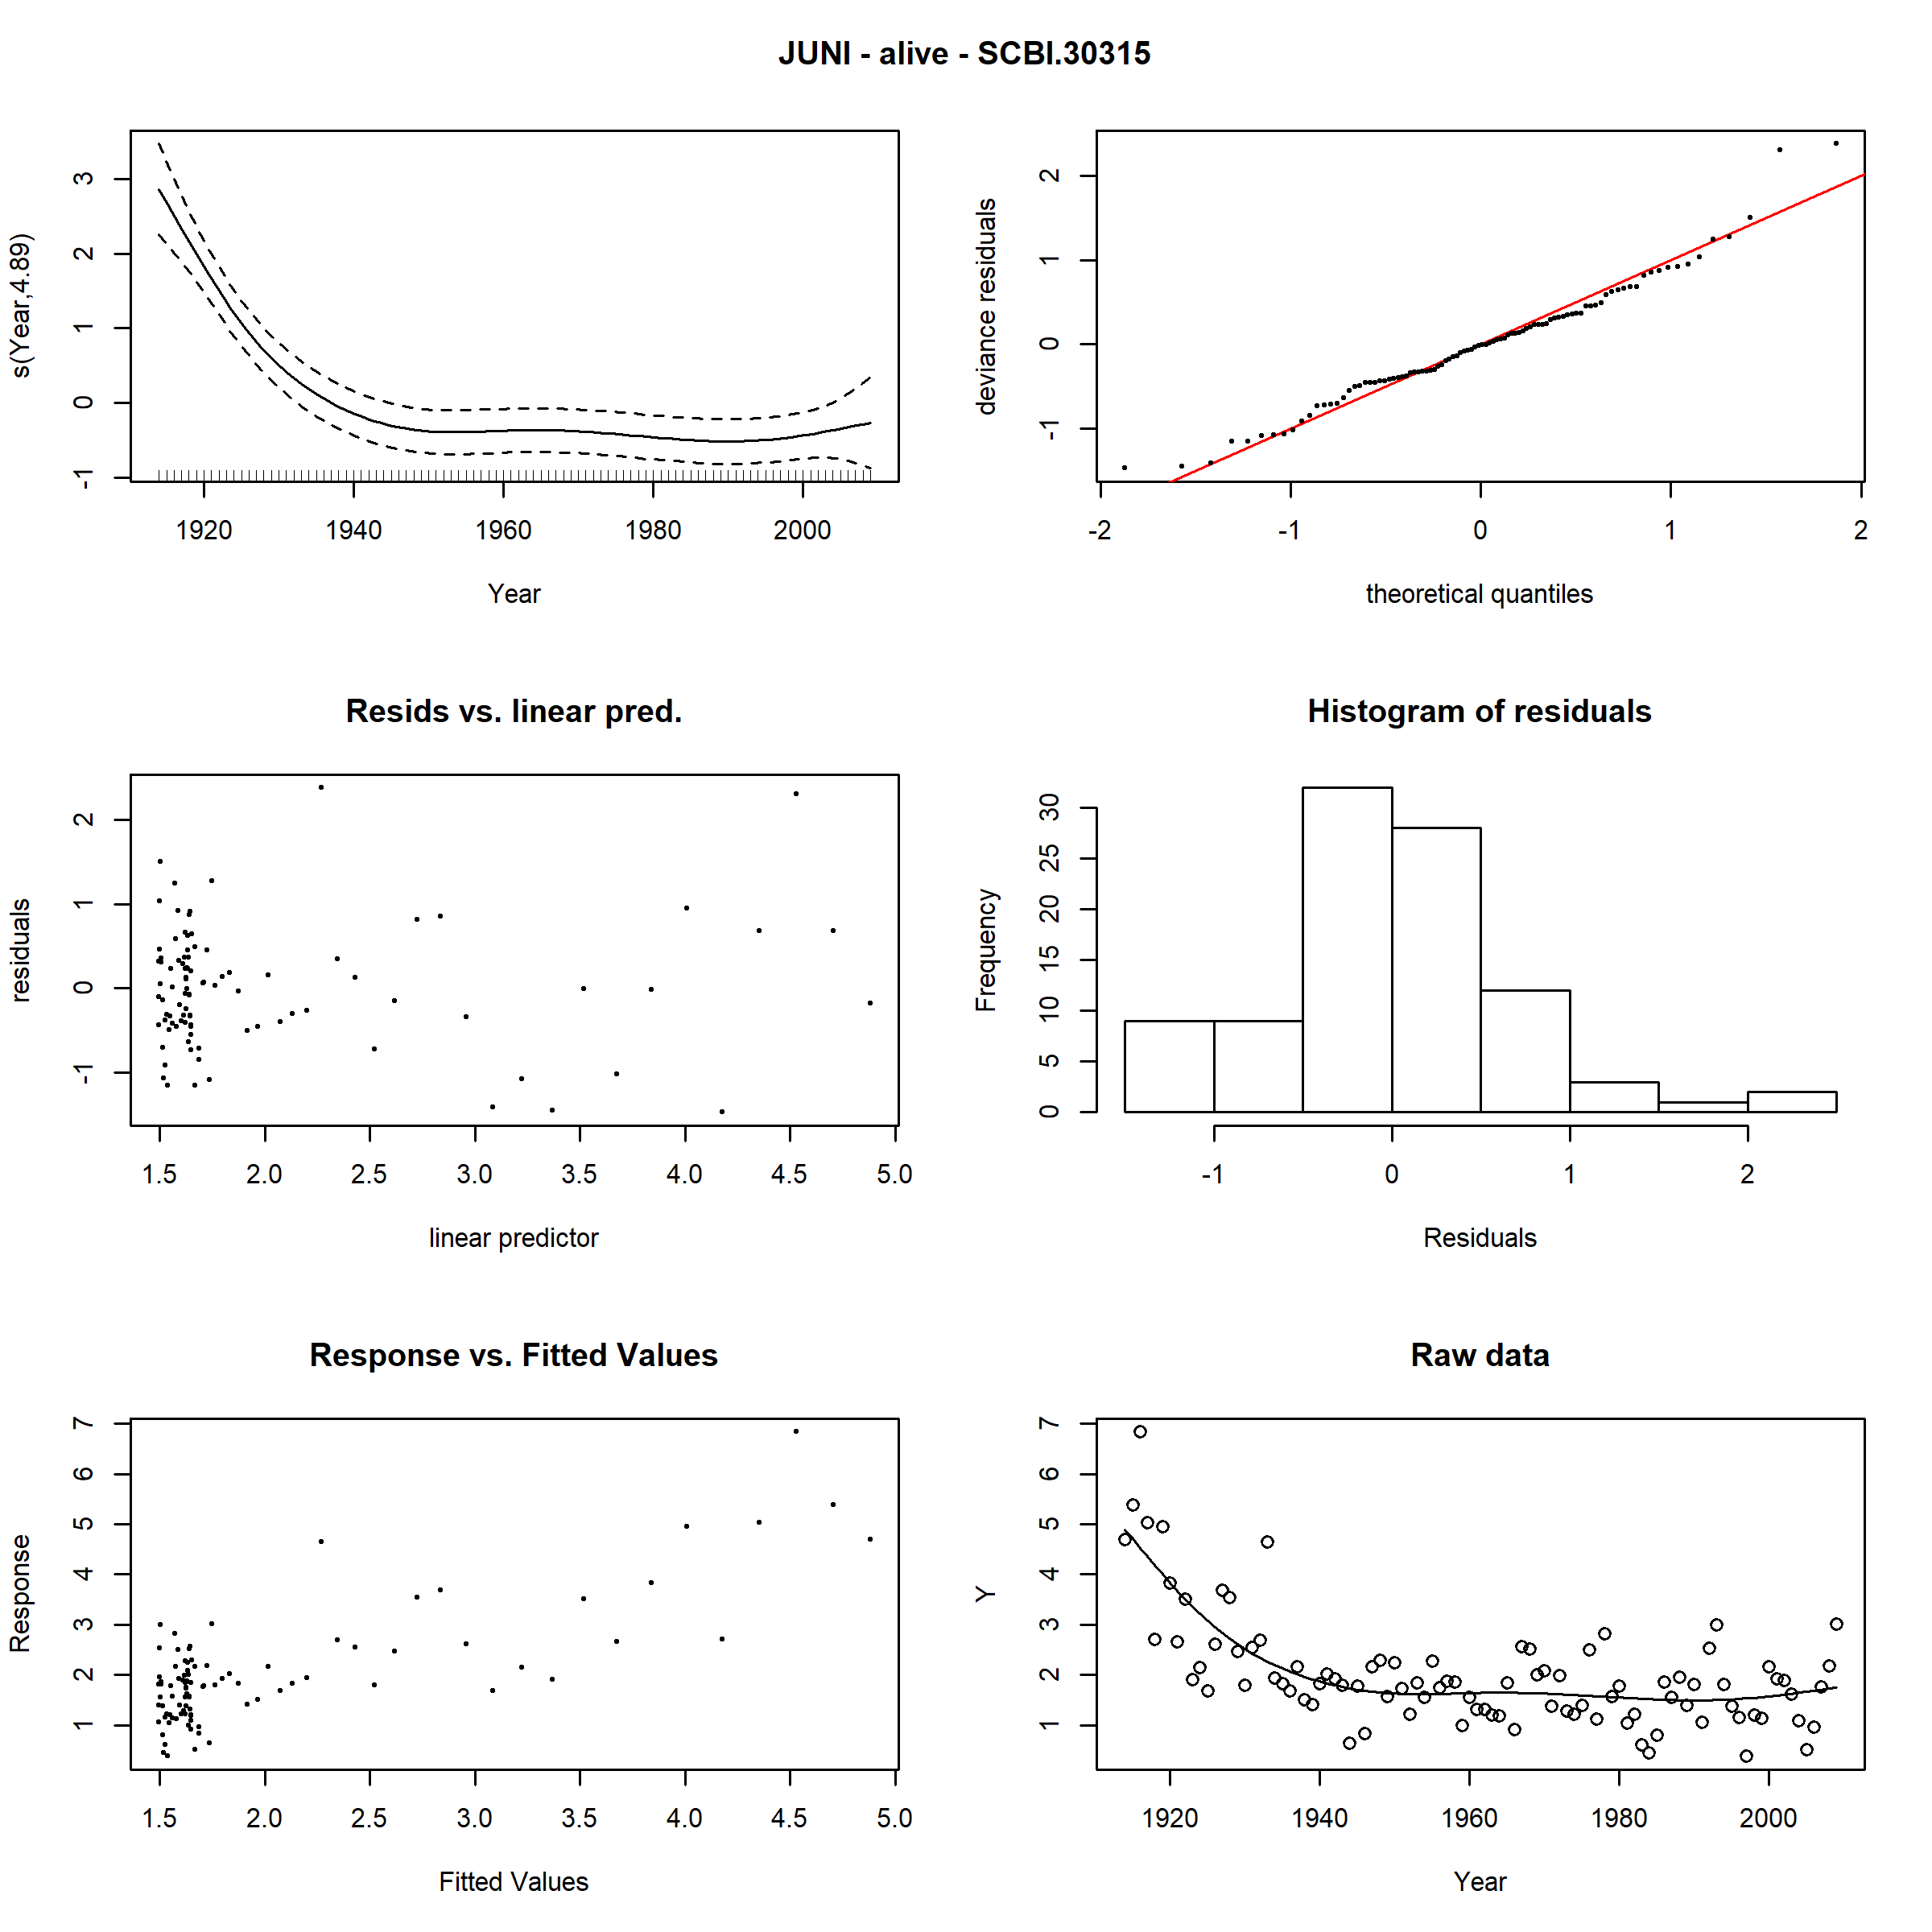 JUNI - alive - SCBI.30315
s(Year,4.89)
3
2
1
0
-1
1920 1940 1960 1980 2000
Year
deviance residuals
2
1
0
-1
-2 -1 0 1 2
theoretical quantiles
Resids vs. linear pred.
residuals
2
1
0
-1
1.5 2.0 2.5 3.0 3.5 4.0 4.5 5.0
linear predictor
Histogram of residuals
Frequency
30
25
20
15
10
5
0
-1 0 1 2
Residuals
Response vs. Fitted Values
Response
7
6
5
4
3
2
1
1.5 2.0 2.5 3.0 3.5 4.0 4.5 5.0
Fitted Values
Raw data
Y
7
6
5
4
3
2
1
1920 1940 1960 1980 2000
Year